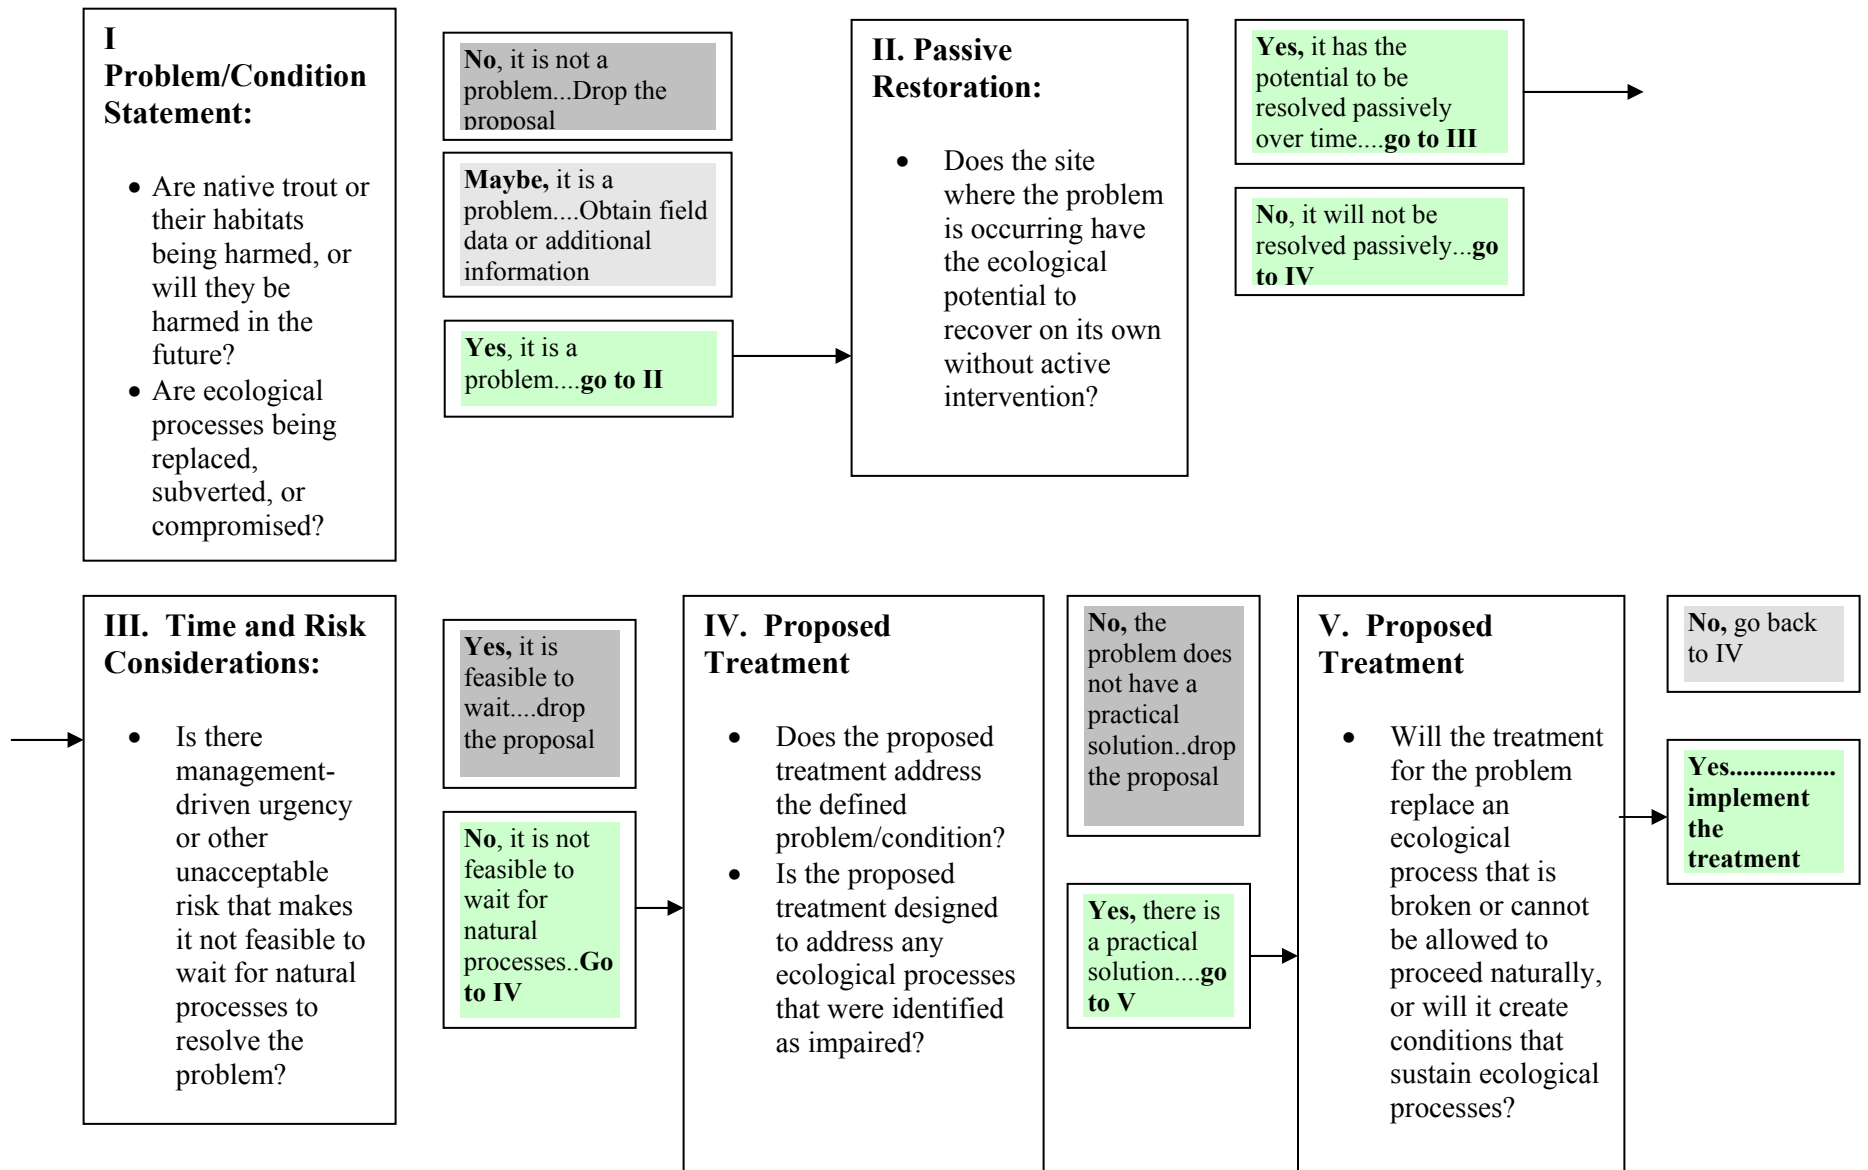 I
Problem/Condition
Statement:
• Are native trout or
their habitats
being harmed, or
will they be
harmed in the
future?
• Are ecological
processes being
replaced,
subverted, or
compromised?
No, it is not a
problem...Drop the
proposal
Maybe, it is a
problem....Obtain field
data or additional
information
Yes, it is a
problem....go to II
II. Passive
Restoration:
• Does the site
where the problem
is occurring have
the ecological
potential to
recover on its own
without active
intervention?
Yes, it has the
potential to be
resolved passively
over time....go to III
No, it will not be
resolved passively...go
to IV
III. Time and Risk
Considerations:
• Is there
management-
driven urgency
or other
unacceptable
risk that makes
it not feasible to
wait for natural
processes to
resolve the
problem?
Yes, it is
feasible to
wait....drop
the proposal
No, it is not
feasible to
wait for
natural
processes..Go
to IV
IV. Proposed
Treatment
• Does the proposed
treatment address
the defined
problem/condition?
• Is the proposed
treatment designed
to address any
ecological processes
that were identified
as impaired?
No, the
problem does
not have a
practical
solution..drop
the proposal
Yes, there is
a practical
solution....go
to V
V. Proposed
Treatment
• Will the treatment
for the problem
replace an
ecological
process that is
broken or cannot
be allowed to
proceed naturally,
or will it create
conditions that
sustain ecological
processes?
No, go back
to IV
Yes................
implement
the
treatment